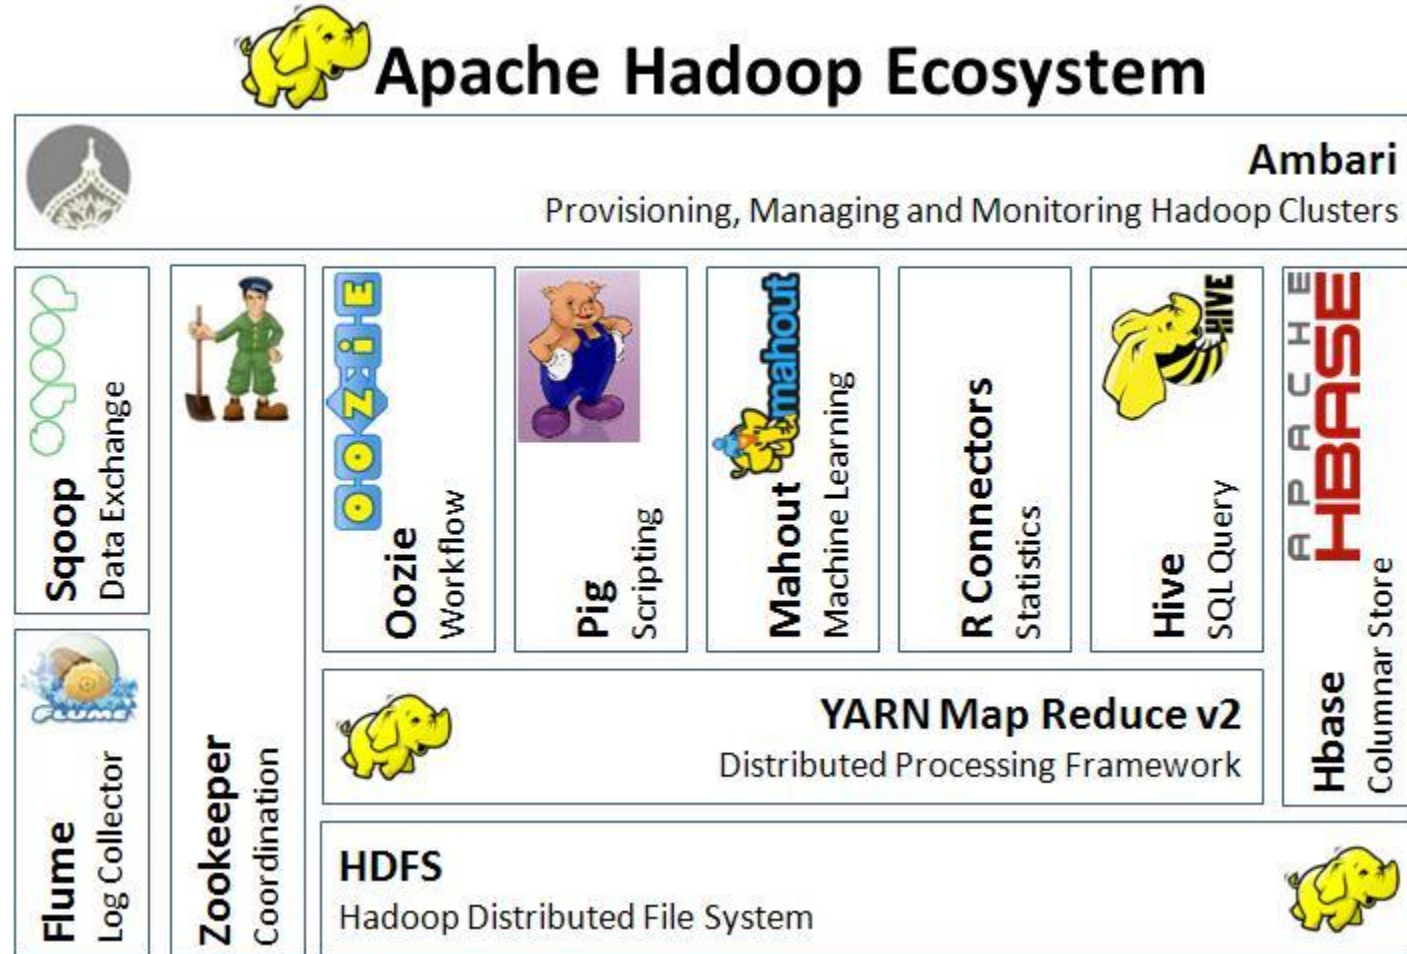 Apache Hadoop Ecosystem
Ambari
Provisioning, Managing and Monitoring Hadoop Clusters
sqoop
Sqoop
Data Exchange
FLUME
Flume
Log Collector
Zookeeper
Coordination
OOZIE
Oozie
Workflow
Pig
Scripting
mahout
Mahout
Machine Learning
R Connectors
Statistics
HIVE
Hive
SQL Query
APACHE
HBASE
Hbase
Columnar Store
YARN Map Reduce v2
Distributed Processing Framework
HDFS
Hadoop Distributed File System